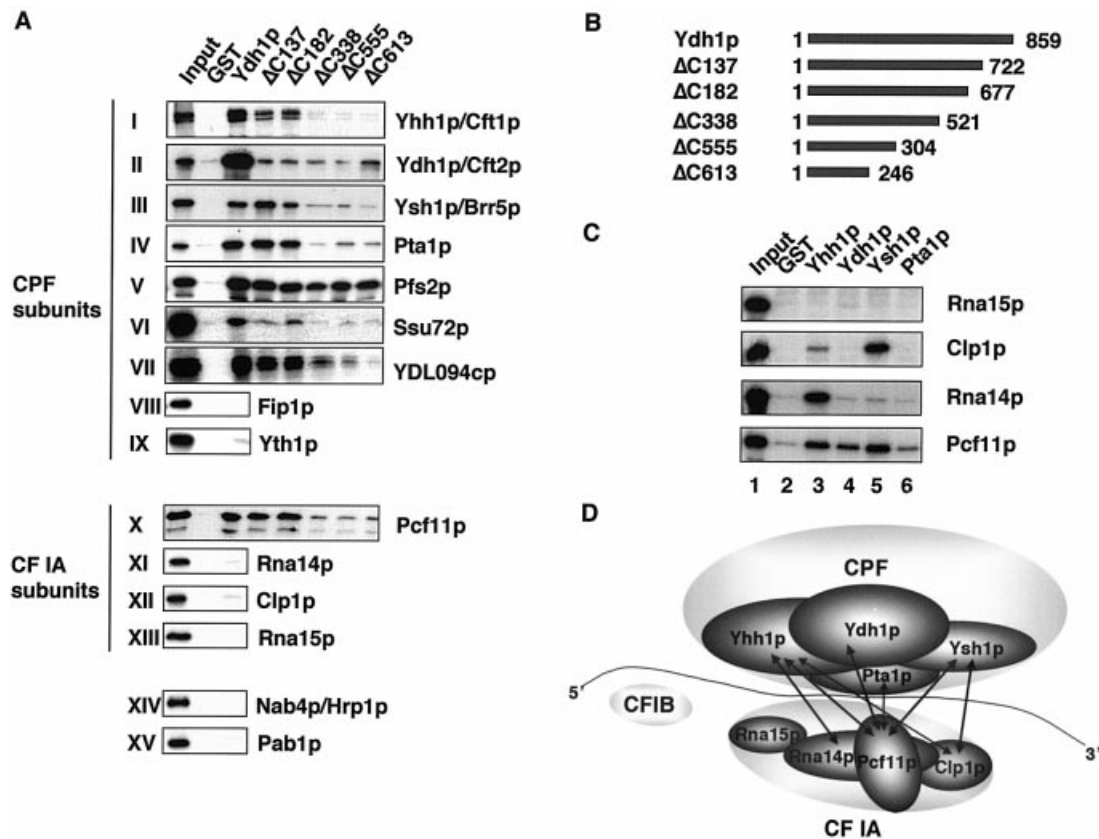 A
Input GST Ydh1p ΔC137 ΔC182 ΔC338 ΔC555 ΔC613
CPF subunits
I Yhh1p/Cft1p
II Ydh1p/Cft2p
III Ysh1p/Brr5p
IV Pta1p
V Pfs2p
VI Ssu72p
VII YDL094cp
VIII Fip1p
IX Yth1p
CF IA subunits
X Pcf11p
XI Rna14p
XII Clp1p
XIII Rna15p
XIV Nab4p/Hrp1p
XV Pab1p
B
Ydh1p 1 859
ΔC137 1 722
ΔC182 1 677
ΔC338 1 521
ΔC555 1 304
ΔC613 1 246
C
Input GST Yhh1p Ydh1p Ysh1p Pta1p
Rna15p
Clp1p
Rna14p
Pcf11p
1 2 3 4 5 6
D
CPF
Yhh1p Ydh1p Ysh1p
Pta1p
5'
CFIB
3'
Rna15p Rna14p Pcf11p Clp1p
CF IA